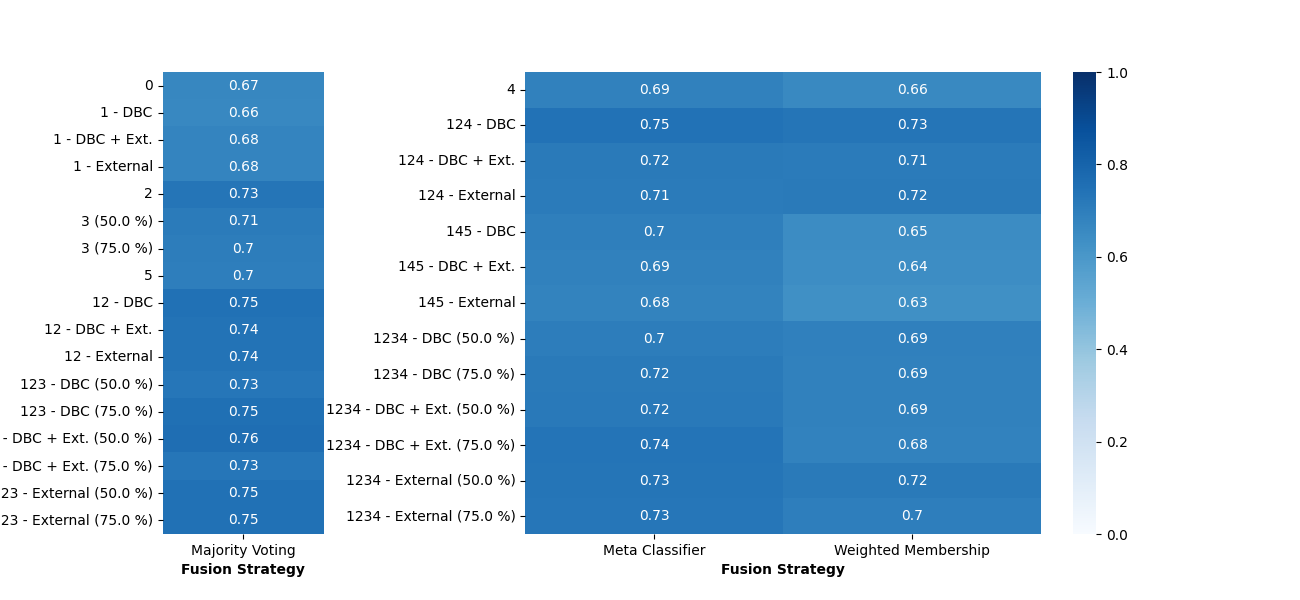 0 0.67
1 - DBC 0.66
1 - DBC + Ext. 0.68
1 - External 0.68
2 0.73
3 (50.0 %) 0.71
3 (75.0 %) 0.7
5 0.7
12 - DBC 0.75
12 - DBC + Ext. 0.74
12 - External 0.74
123 - DBC (50.0 %) 0.73
123 - DBC (75.0 %) 0.75
- DBC + Ext. (50.0 %) 0.76
- DBC + Ext. (75.0 %) 0.73
23 - External (50.0 %) 0.75
23 - External (75.0 %) 0.75
Majority Voting
Fusion Strategy
4 0.69 0.66
124 - DBC 0.75 0.73
124 - DBC + Ext. 0.72 0.71
124 - External 0.71 0.72
145 - DBC 0.7 0.65
145 - DBC + Ext. 0.69 0.64
145 - External 0.68 0.63
1234 - DBC (50.0 %) 0.7 0.69
1234 - DBC (75.0 %) 0.72 0.69
1234 - DBC + Ext. (50.0 %) 0.72 0.69
1234 - DBC + Ext. (75.0 %) 0.74 0.68
1234 - External (50.0 %) 0.73 0.72
1234 - External (75.0 %) 0.73 0.7
Meta Classifier Weighted Membership
Fusion Strategy
1.0
0.8
0.6
0.4
0.2
0.0